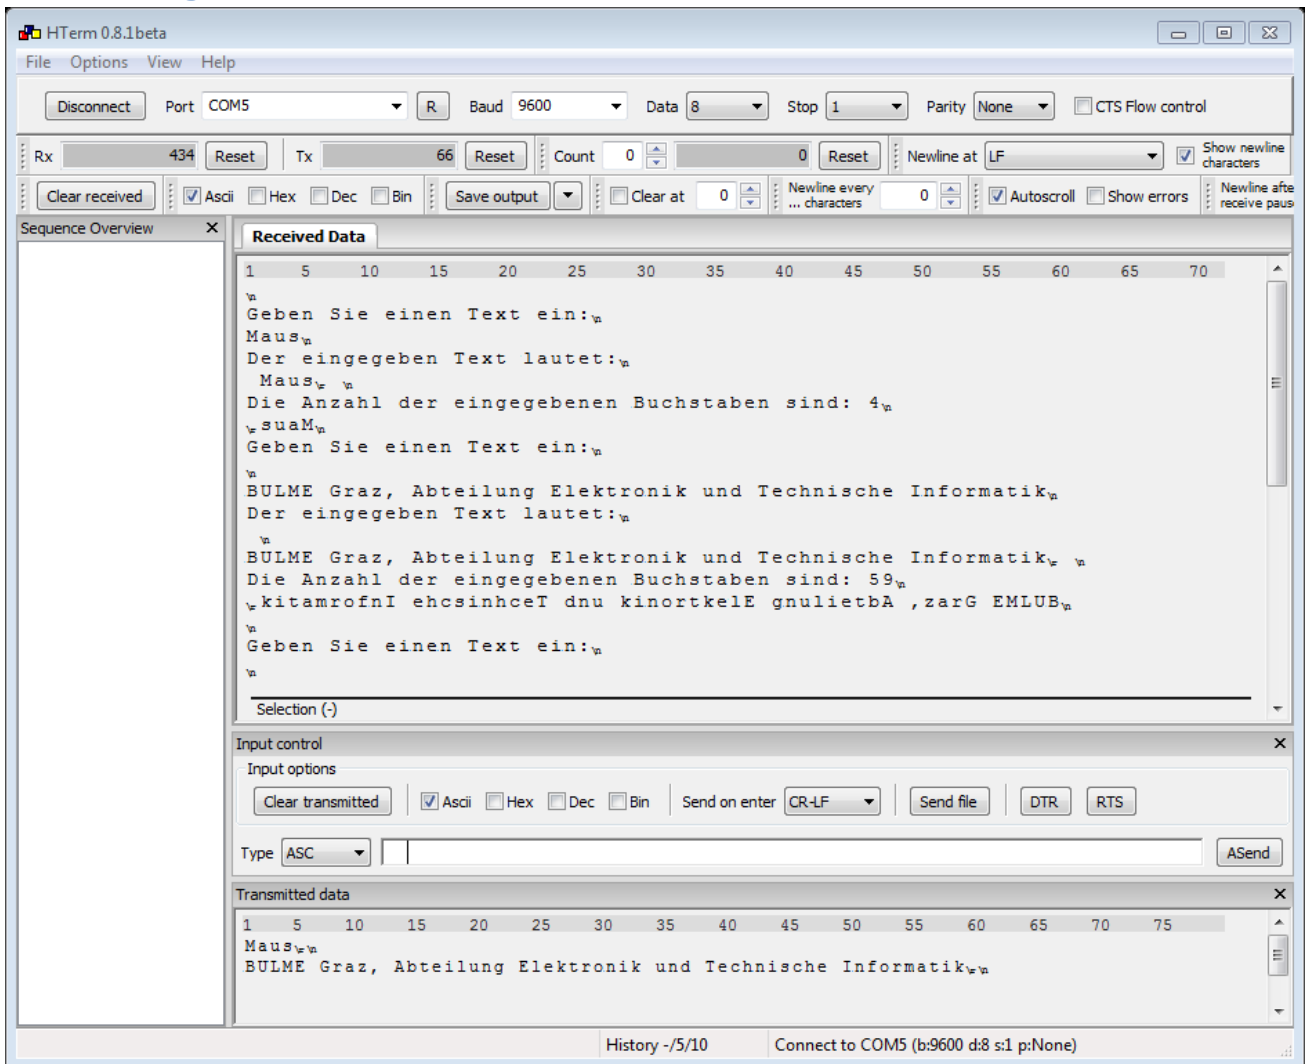 HTerm 0.8.1beta
File Options View Help
Disconnect Port COM5 R Baud 9600 Data 8 Stop 1 Parity None CTS Flow control
Rx 434 Reset Tx 66 Reset Count 0 0 Reset Newline at LF Show newline characters
Clear received Ascii Hex Dec Bin Save output Clear at 0 Newline every ... characters 0 Autoscroll Show errors Newline afte receive paus
Sequence Overview X
Received Data
1 5 10 15 20 25 30 35 40 45 50 55 60 65 70
\n
Geben Sie einen Text ein:\n
Maus\n
Der eingegeben Text lautet:\n
Maus\r \n
Die Anzahl der eingegebenen Buchstaben sind: 4\n
\rsuaM\n
Geben Sie einen Text ein:\n
\n
BULME Graz, Abteilung Elektronik und Technische Informatik\n
Der eingegeben Text lautet:\n
\n
BULME Graz, Abteilung Elektronik und Technische Informatik\r \n
Die Anzahl der eingegebenen Buchstaben sind: 59\n
\rkitamrofnI ehcsinhceT dnu kinortkelE gnulietbA ,zarG EMLUB\n
\n
Geben Sie einen Text ein:\n
\n
Selection (-)
Input control X
Input options
Clear transmitted Ascii Hex Dec Bin Send on enter CR-LF Send file DTR RTS
Type ASC ASend
Transmitted data X
1 5 10 15 20 25 30 35 40 45 50 55 60 65 70 75
Maus\r\n
BULME Graz, Abteilung Elektronik und Technische Informatik\r\n
History -/5/10 Connect to COM5 (b:9600 d:8 s:1 p:None)